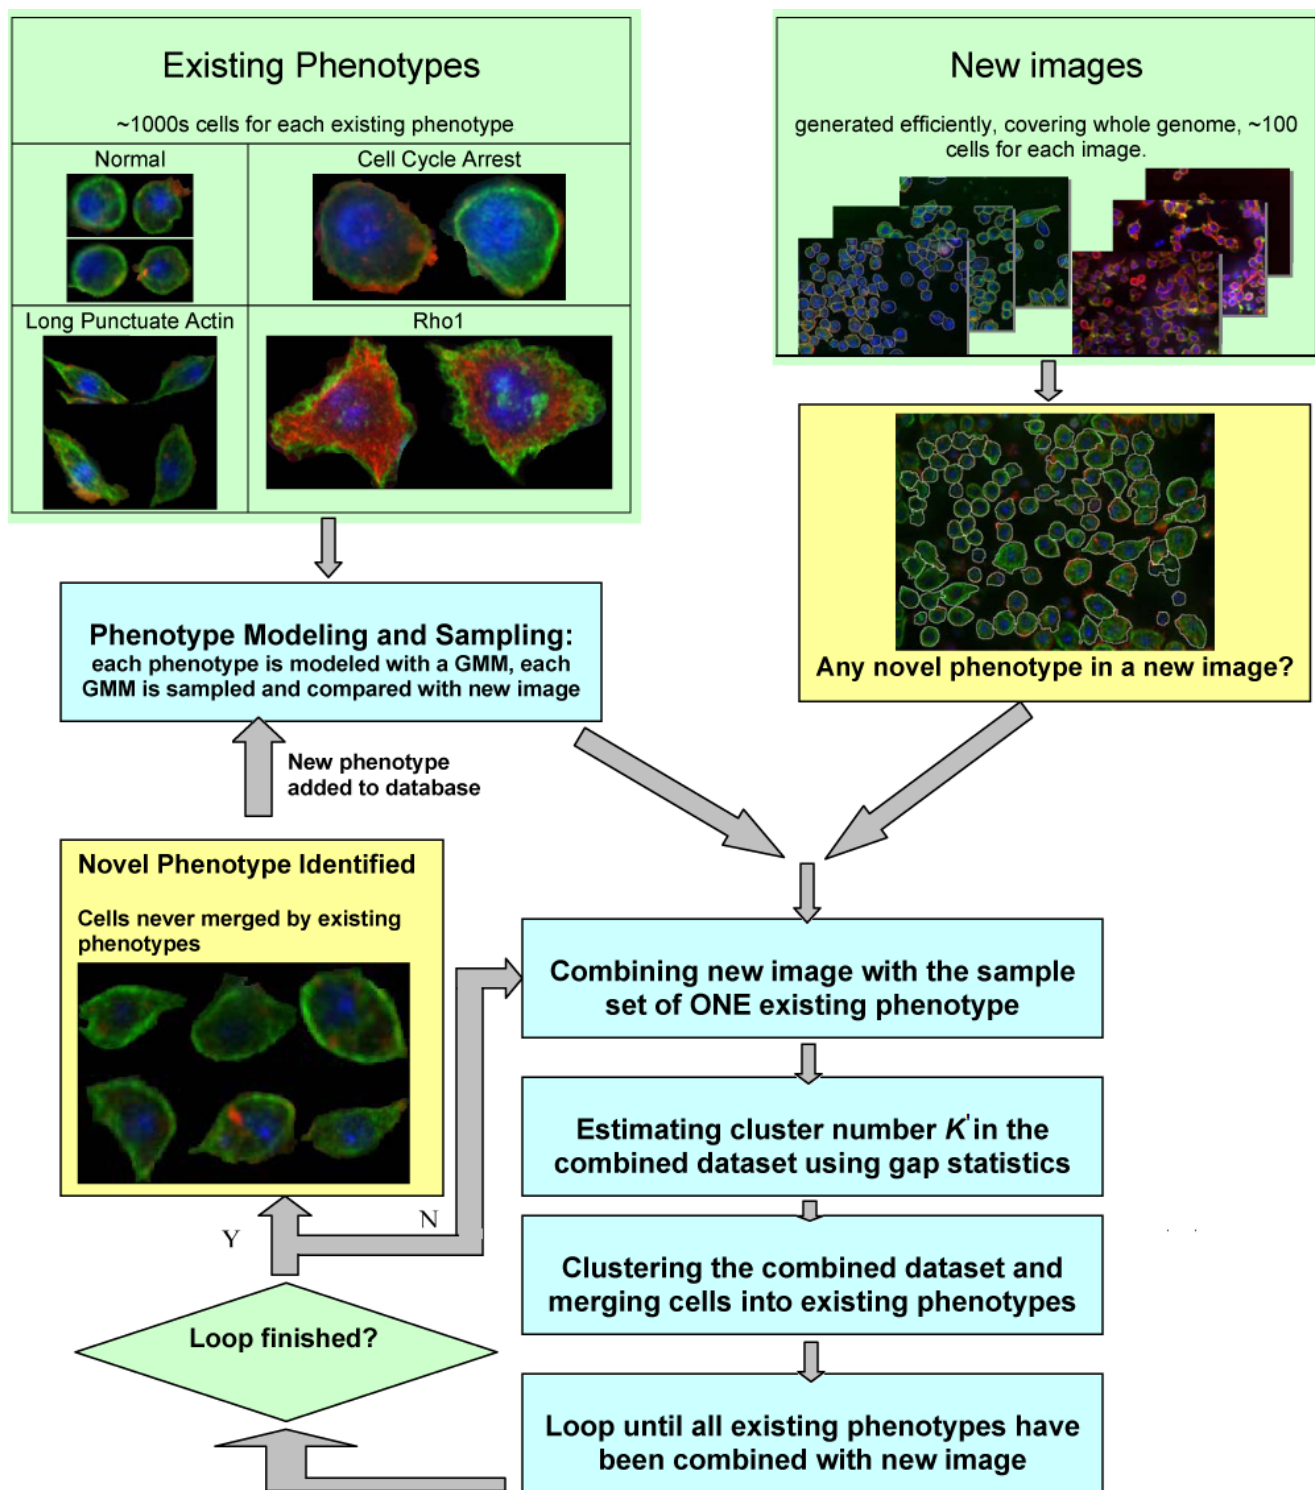 Existing Phenotypes
~1000s cells for each existing phenotype
Normal
Cell Cycle Arrest
Long Punctuate Actin
Rho1
New images
generated efficiently, covering whole genome, ~100
cells for each image.
Any novel phenotype in a new image?
Phenotype Modeling and Sampling:
each phenotype is modeled with a GMM, each
GMM is sampled and compared with new image
New phenotype
added to database
Novel Phenotype Identified
Cells never merged by existing
phenotypes
Combining new image with the sample
set of ONE existing phenotype
Estimating cluster number K' in the
combined dataset using gap statistics
Clustering the combined dataset and
merging cells into existing phenotypes
Loop until all existing phenotypes have
been combined with new image
Loop finished?
Y
N